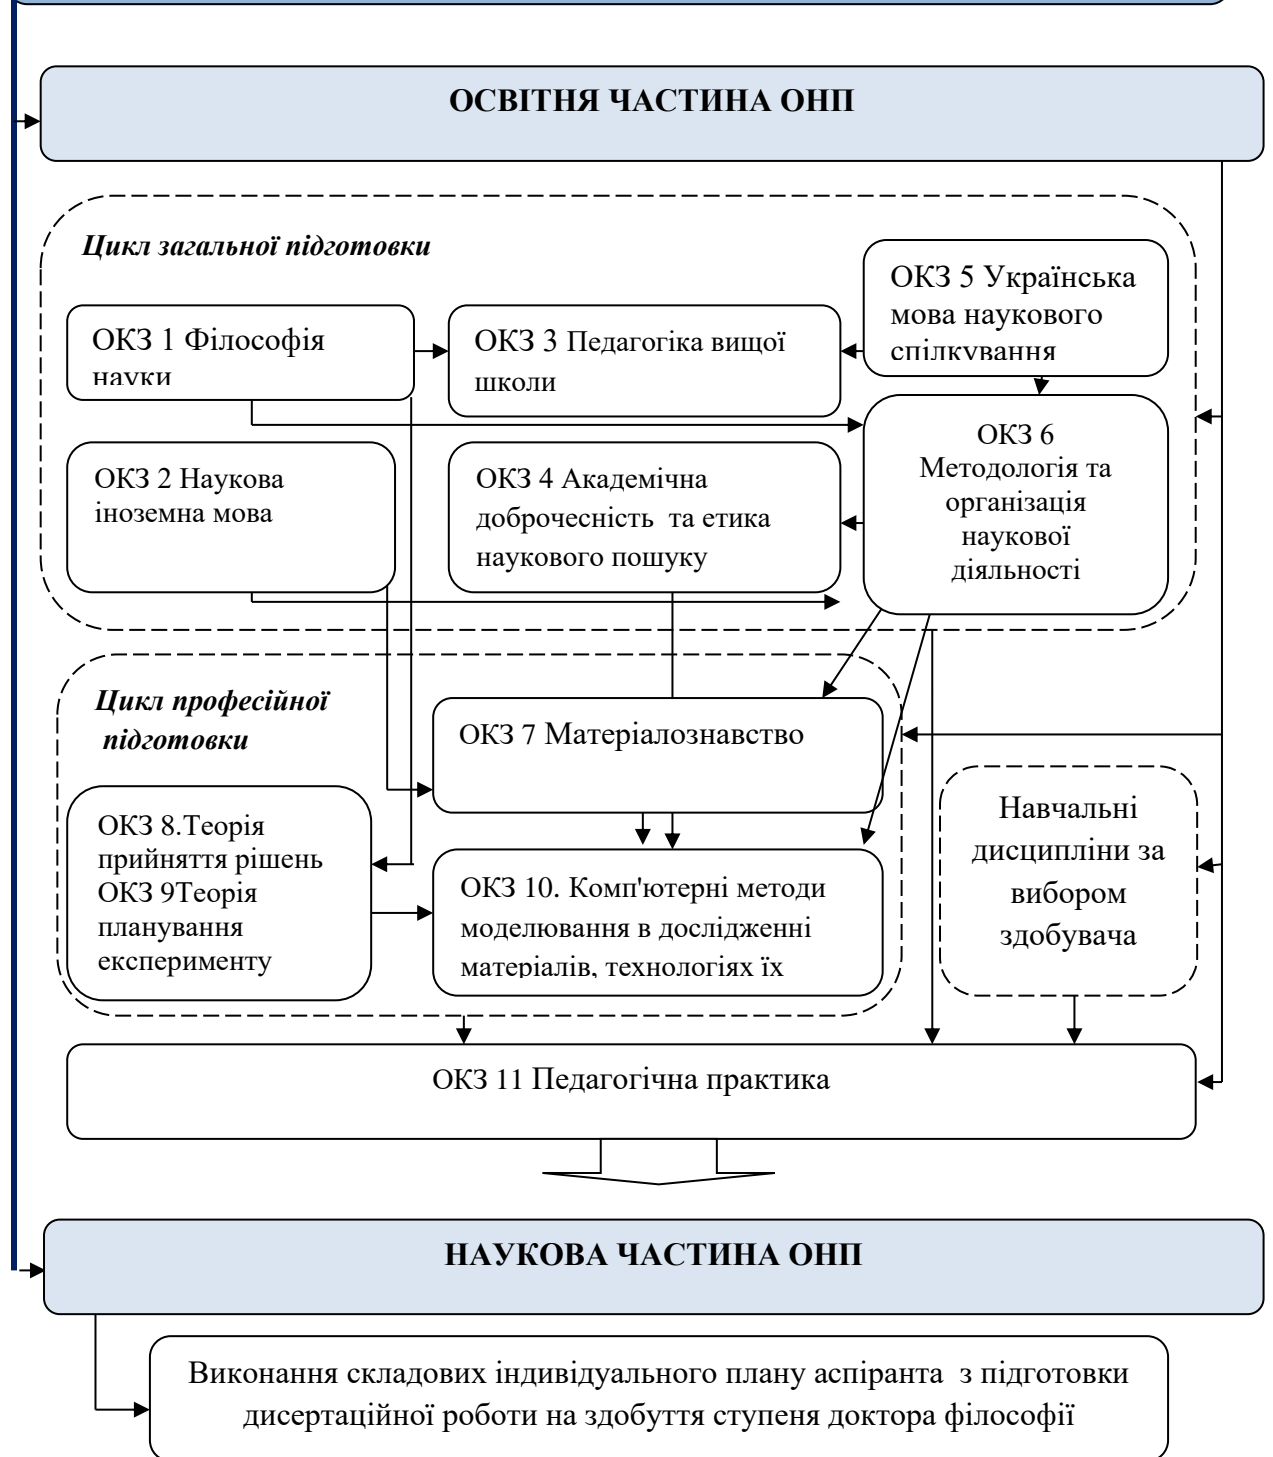 ОСВІТНЯ ЧАСТИНА ОНП
Цикл загальної підготовки
ОКЗ 1 Філософія
науки
ОКЗ 3 Педагогіка вищої
школи
ОКЗ 5 Українська
мова наукового
спілкування
ОКЗ 2 Наукова
іноземна мова
ОКЗ 4 Академічна
доброчесність та етика
наукового пошуку
ОКЗ 6
Методологія та
організація
наукової
діяльності
Цикл професійної
підготовки
ОКЗ 7 Матеріалознавство
ОКЗ 8.Теорія
прийняття рішень
ОКЗ 9Теорія
планування
експерименту
ОКЗ 10. Комп'ютерні методи
моделювання в дослідженні
матеріалів, технологіях їх
Навчальні
дисципліни за
вибором
здобувача
ОКЗ 11 Педагогічна практика
НАУКОВА ЧАСТИНА ОНП
Виконання складових індивідуального плану аспіранта з підготовки
дисертаційної роботи на здобуття ступеня доктора філософії